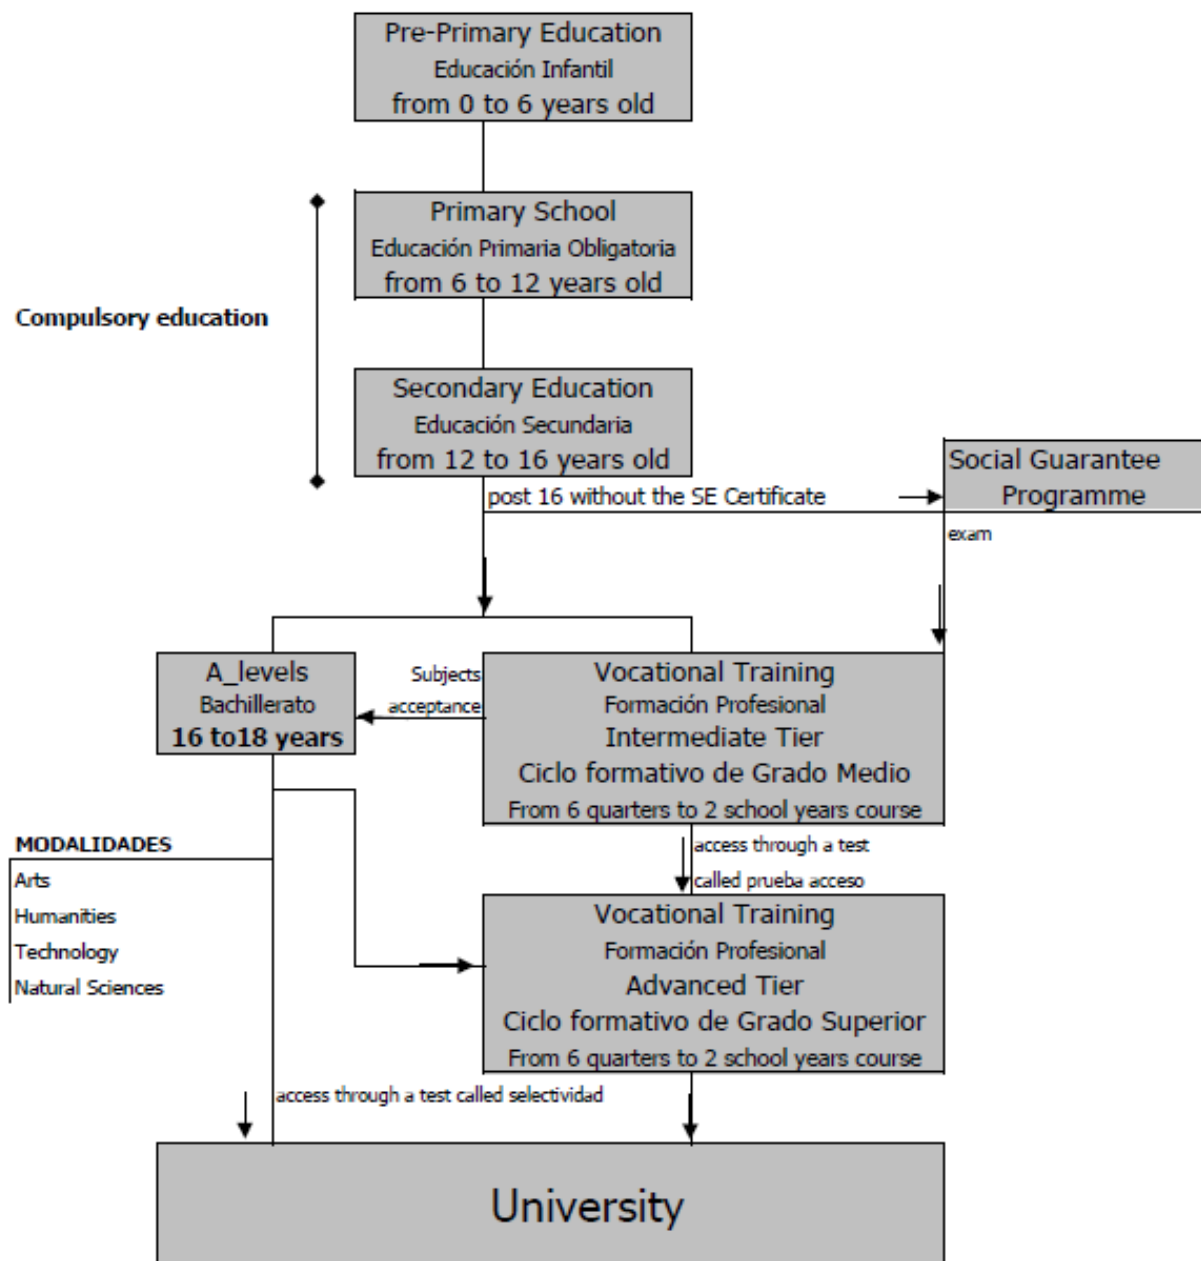 Pre-Primary Education
Educación Infantil
from 0 to 6 years old
Primary School
Educación Primaria Obligatoria
from 6 to 12 years old
Compulsory education
Secondary Education
Educación Secundaria
from 12 to 16 years old
post 16 without the SE Certificate
Social Guarantee
Programme
exam
A_levels
Bachillerato
16 to18 years
Subjects
acceptance
Vocational Training
Formación Profesional
Intermediate Tier
Ciclo formativo de Grado Medio
From 6 quarters to 2 school years course
MODALIDADES
Arts
Humanities
Technology
Natural Sciences
access through a test
called prueba acceso
Vocational Training
Formación Profesional
Advanced Tier
Ciclo formativo de Grado Superior
From 6 quarters to 2 school years course
access through a test called selectividad
University